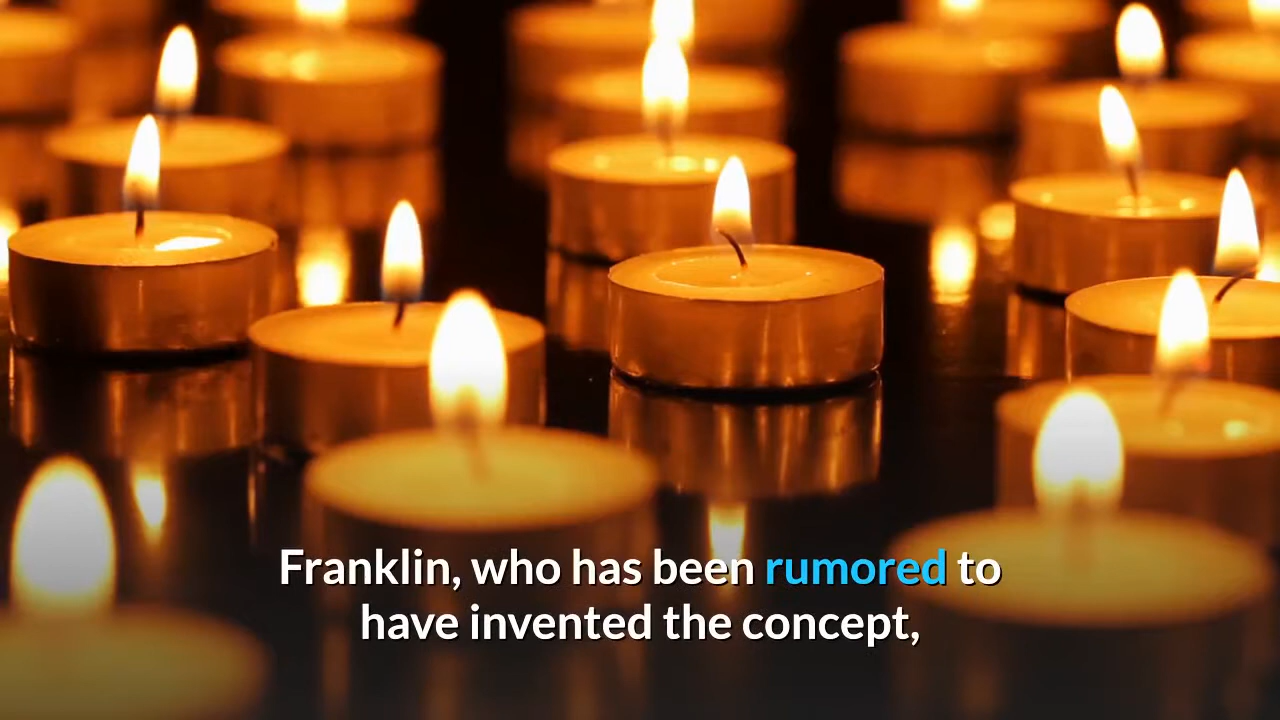 Franklin, who has been rumored to
have invented the concept,